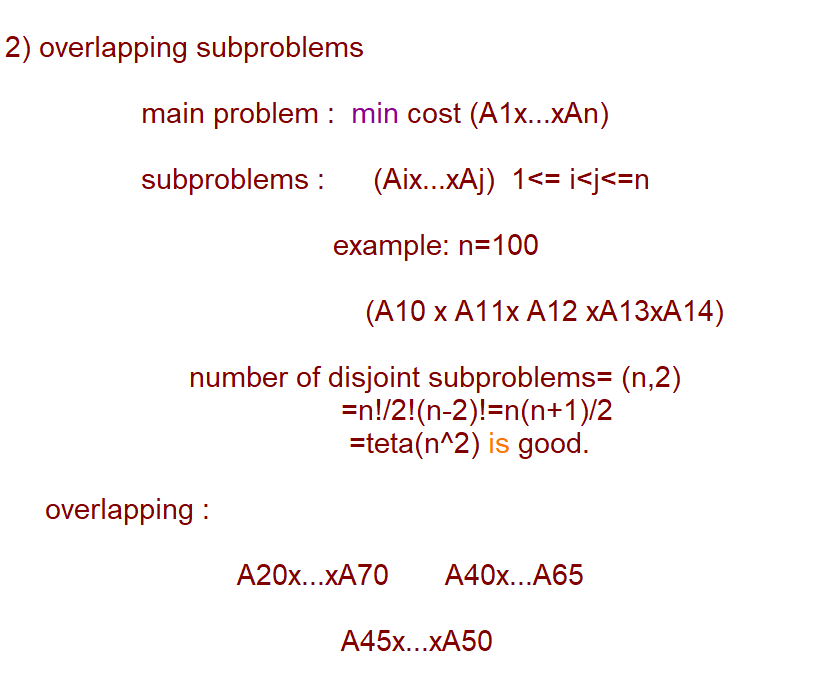 2) overlapping subproblems
main problem : min cost (A1x...xAn)
subproblems : (Aix...xAj) 1<= i<j<=n
example: n=100
(A10 x A11x A12 xA13xA14)
number of disjoint subproblems= (n,2)
=n!/2!(n-2)!=n(n+1)/2
=teta(n^2) is good.
overlapping :
A20x...xA70 A40x...A65
A45x...xA50